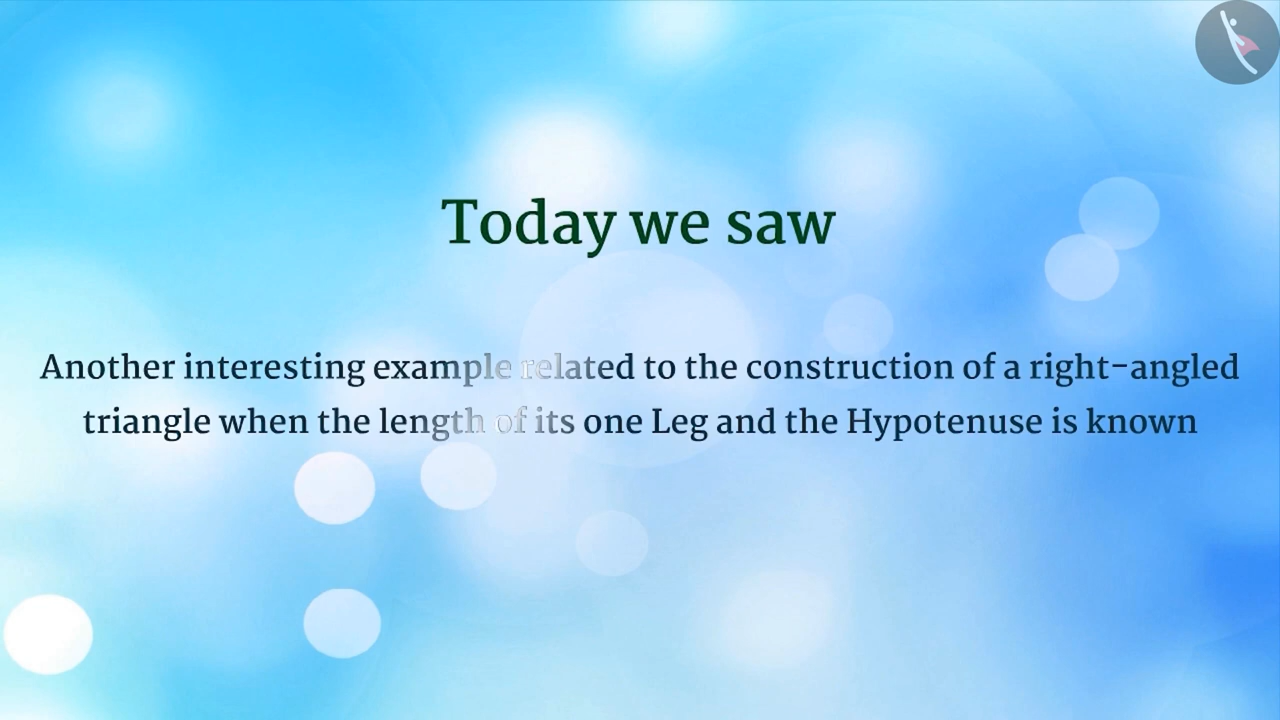 Today we saw
Another interesting example related to the construction of a right-angled
triangle when the length of its one Leg and the Hypotenuse is known